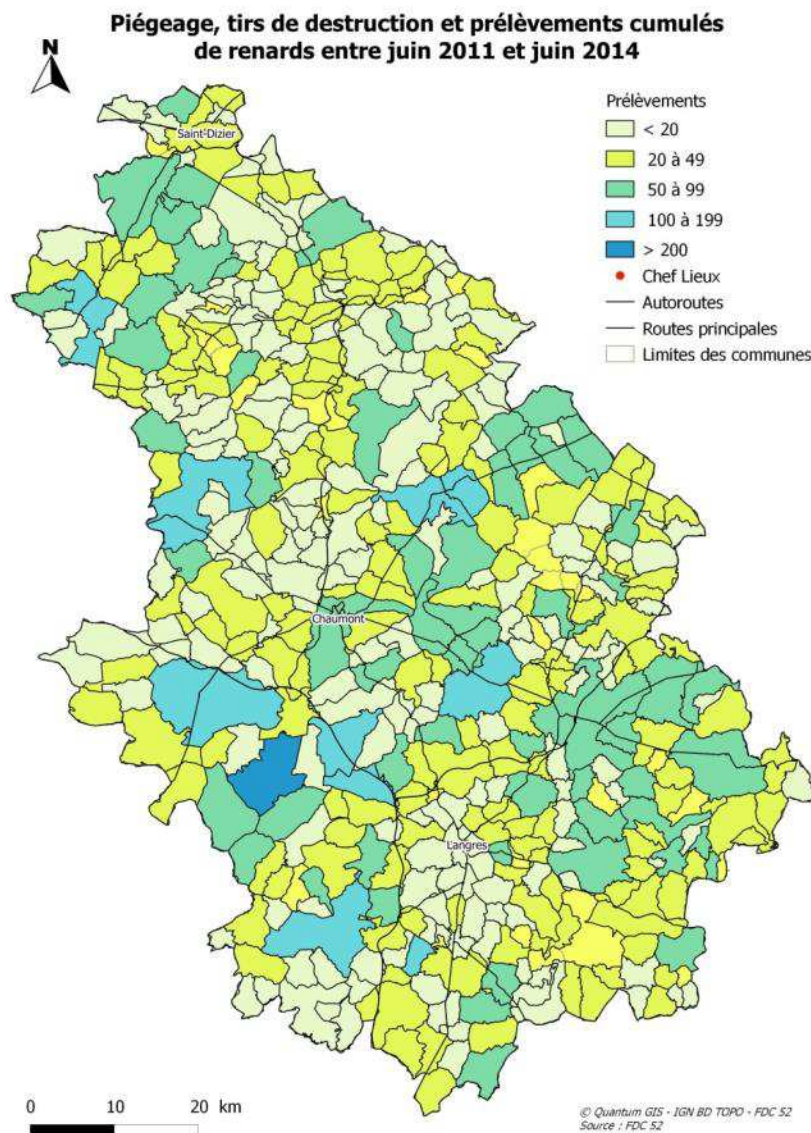 Piégeage, tirs de destruction et prélèvements cumulés
de renards entre juin 2011 et juin 2014
N
Prélèvements
< 20
20 à 49
50 à 99
100 à 199
> 200
Chef Lieux
Autoroutes
Routes principales
Limites des communes
Saint-Dizier
Chaumont
Langres
0 10 20 km
© Quantum GIS - IGN BD TOPO - FDC 52
Source : FDC 52